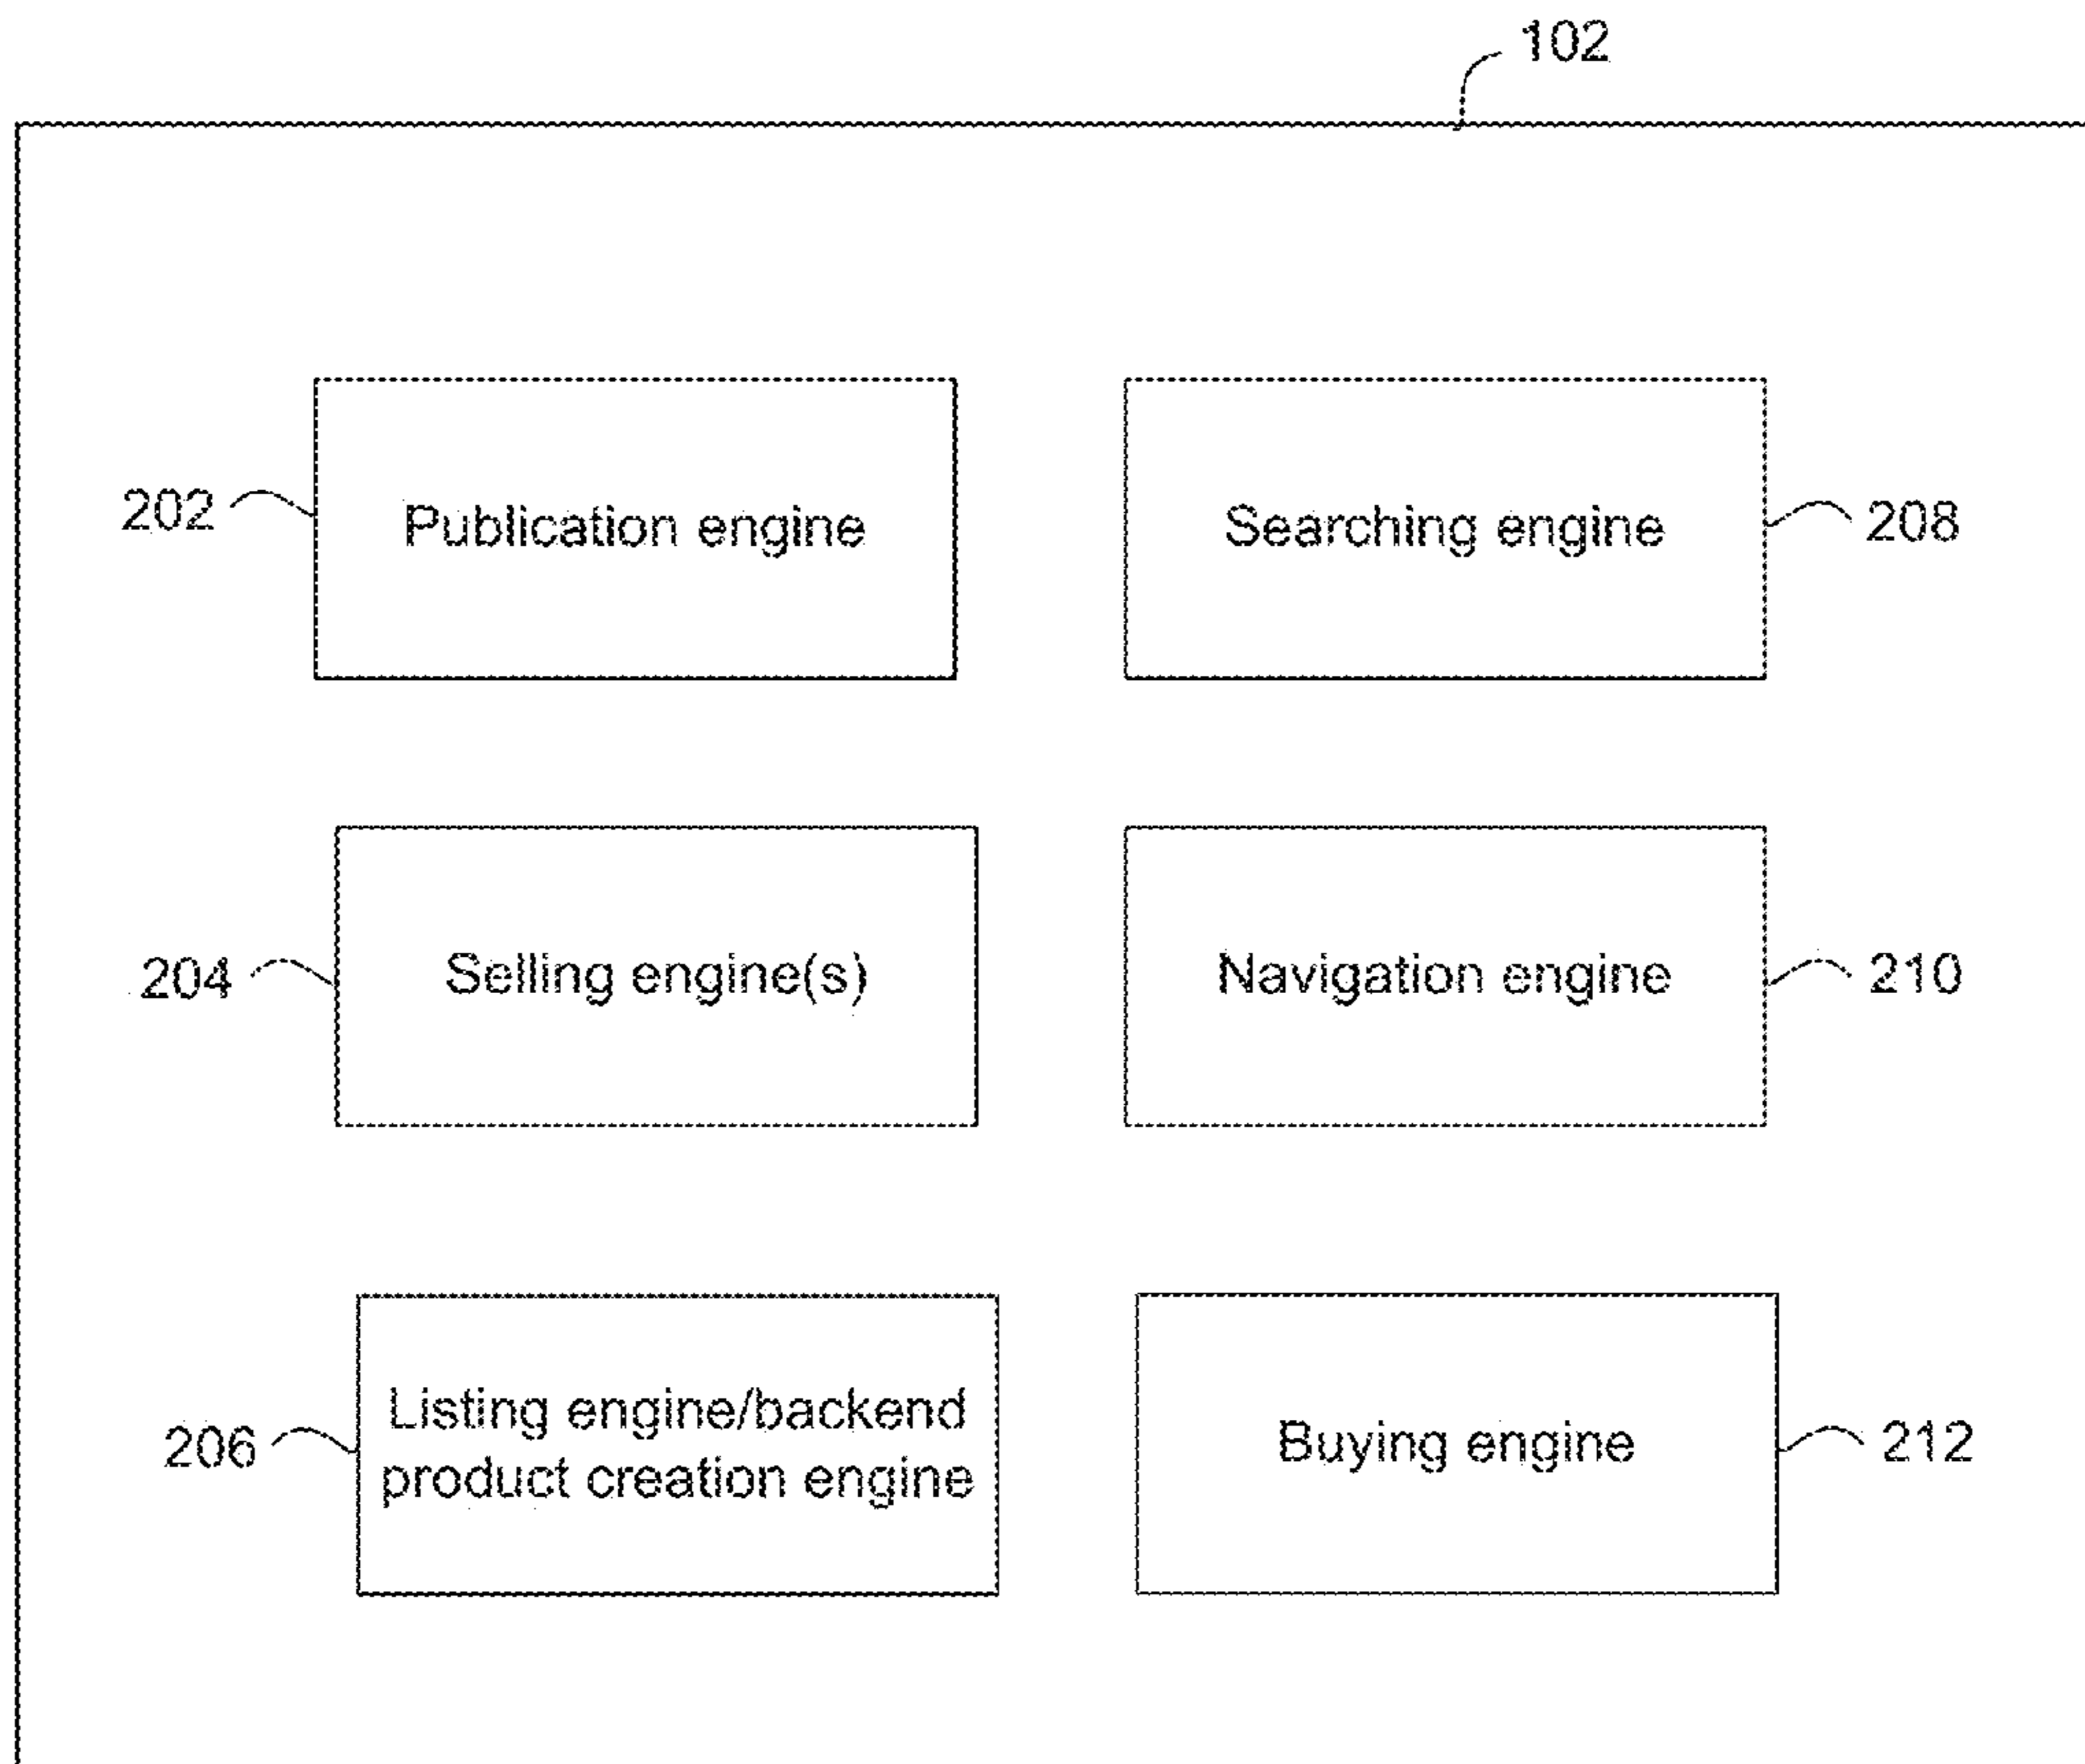 102
202
Publication engine
Searching engine
208
204
Selling engine(s)
Navigation engine
210
206
Listing engine/backend
product creation engine
Buying engine
212